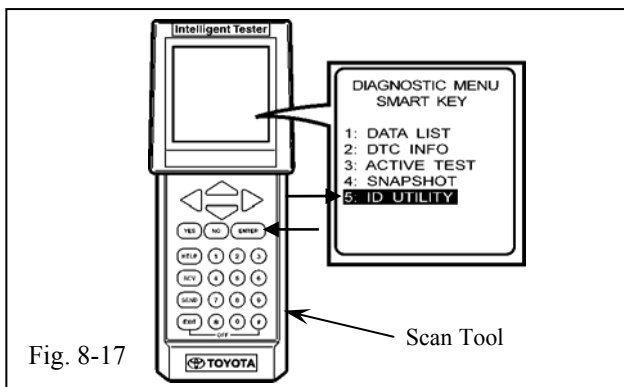 Intelligent Tester
DIAGNOSTIC MENU
SMART KEY
1: DATA LIST
2: DTC INFO
3: ACTIVE TEST
4: SNAPSHOT
5: ID UTILITY
YES NO ENTER
HELP 1 2 3
RCV 4 5 6
SEND 7 8 9
EXIT * 0 #
OFF
Scan Tool
Fig. 8-17
TOYOTA